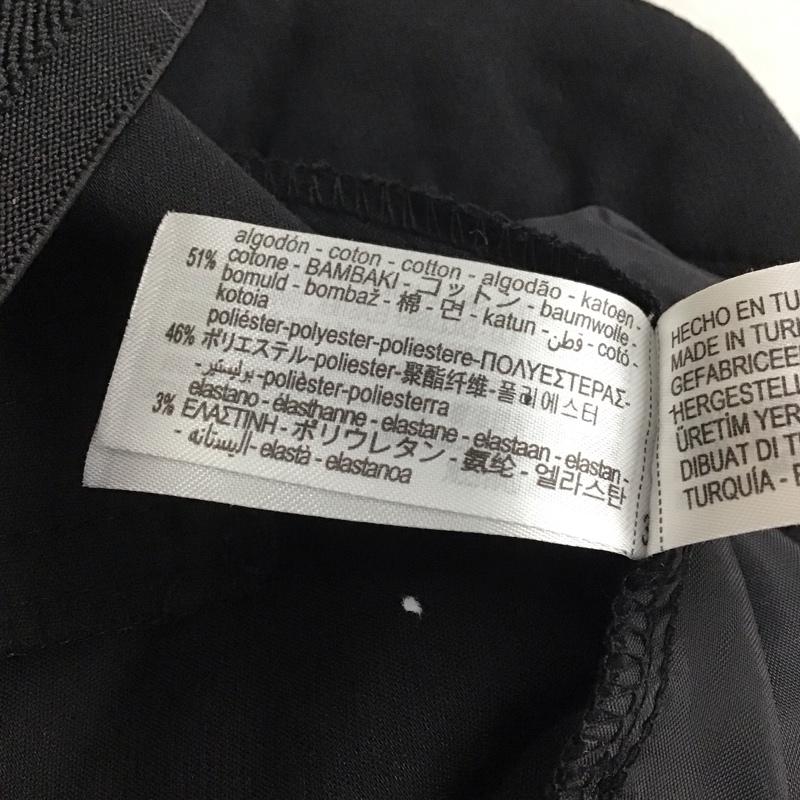 algodón - coton - cotton - algodão - katoen -
51% cotone - BAMBAKI - コットン - baumwolle -
bomuld - bombaž - 棉 - 면 - katun - قطن - cotó -
kotoia
poliéster-polyester-poliestere-ΠΟΛΥΕΣΤΕΡΑΣ-
46% ポリエステル-poliester-聚酯纤维-폴리에스터
- بوليستير-polièster-poliesterra
elastano - élasthanne - elastane - elastaan - elastan -
3% ΕΛΑΣΤΙΝΗ - ポリウレタン - 氨纶 - 엘라스탄
- اليستانه - elastà - elastanoa
HECHO EN TU
MADE IN TURK
GEFABRICEE
HERGESTELL
ÜRETİM YER
DIBUAT DI T
TURQUÍA - E